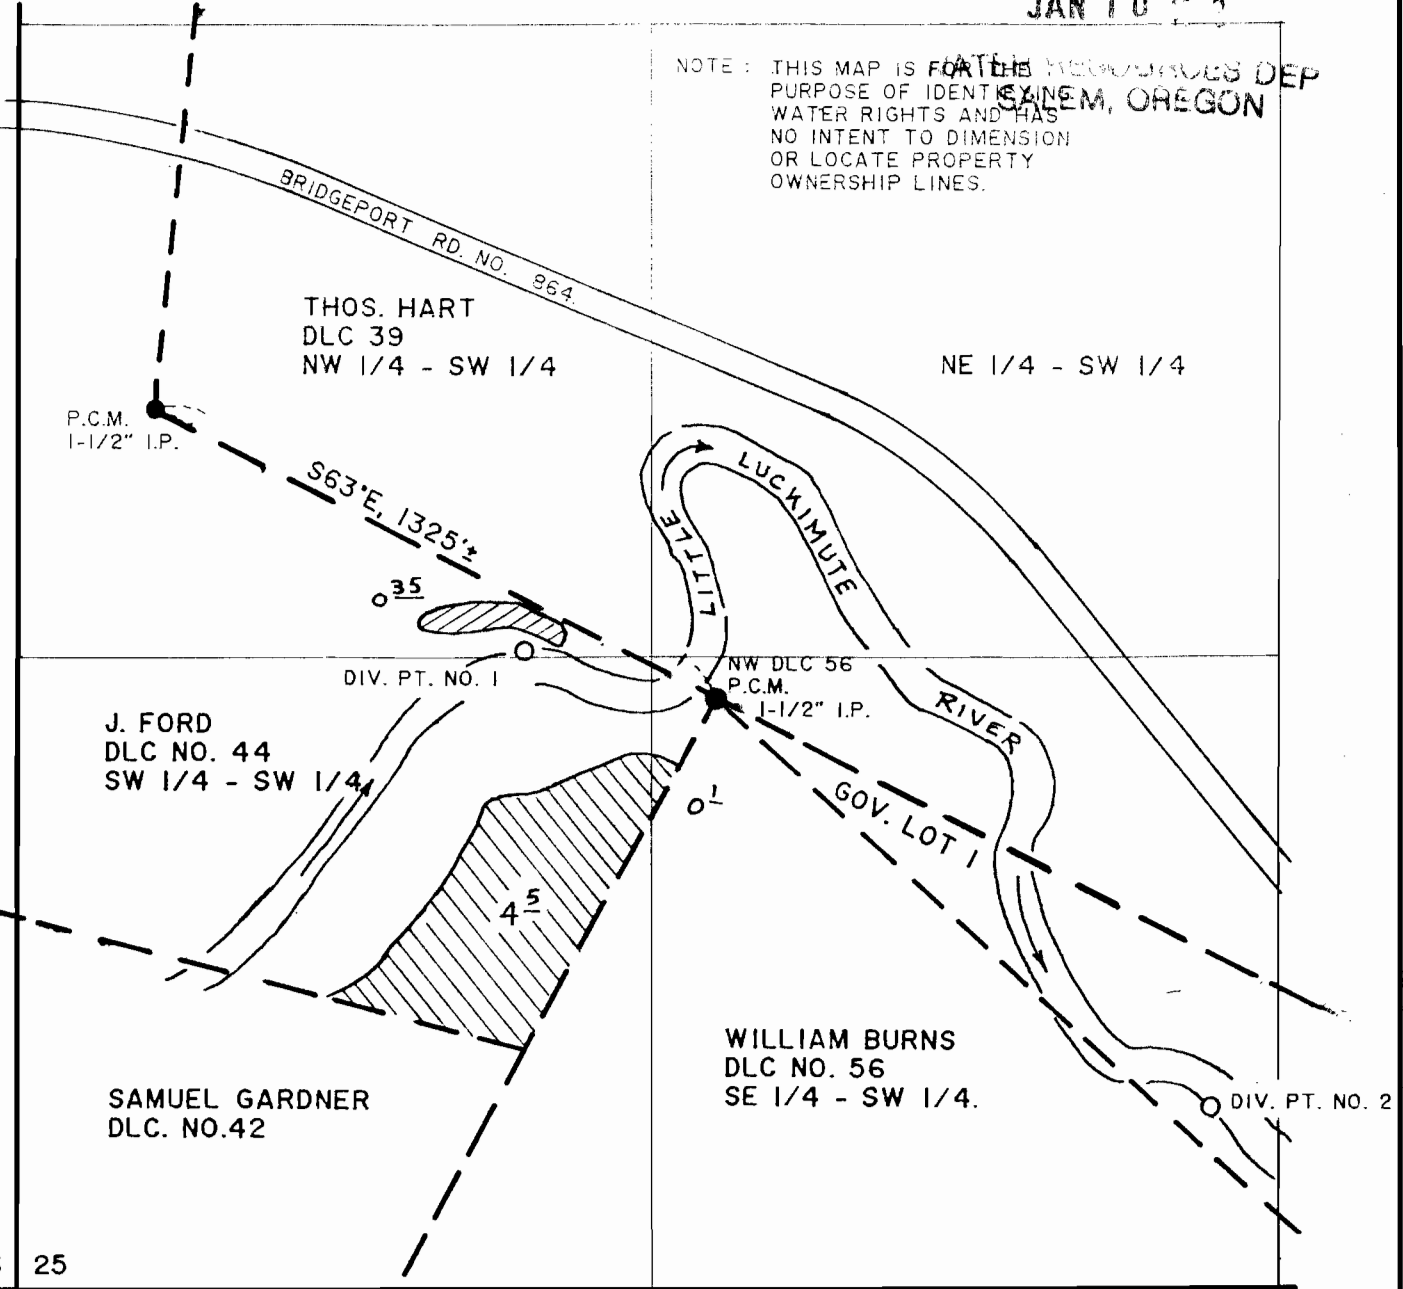 JAN 10
NOTE: THIS MAP IS FOR THE
PURPOSE OF IDENTIFYING
WATER RIGHTS AND HAS
NO INTENT TO DIMENSION
OR LOCATE PROPERTY
OWNERSHIP LINES.
RESOURCES DEP
SALEM, OREGON
BRIDGEPORT RD. NO. 864.
THOS. HART
DLC 39
NW 1/4 - SW 1/4
NE 1/4 - SW 1/4
P.C.M.
1-1/2" I.P.
S63°E, 1325'±
LITTLE LUCKIMUTE RIVER
0 35
DIV. PT. NO. 1
NW DLC 56
P.C.M.
1-1/2" I.P.
J. FORD
DLC NO. 44
SW 1/4 - SW 1/4
0 1
GOV. LOT 1
4 5
WILLIAM BURNS
DLC NO. 56
SE 1/4 - SW 1/4.
DIV. PT. NO. 2
SAMUEL GARDNER
DLC. NO.42
25